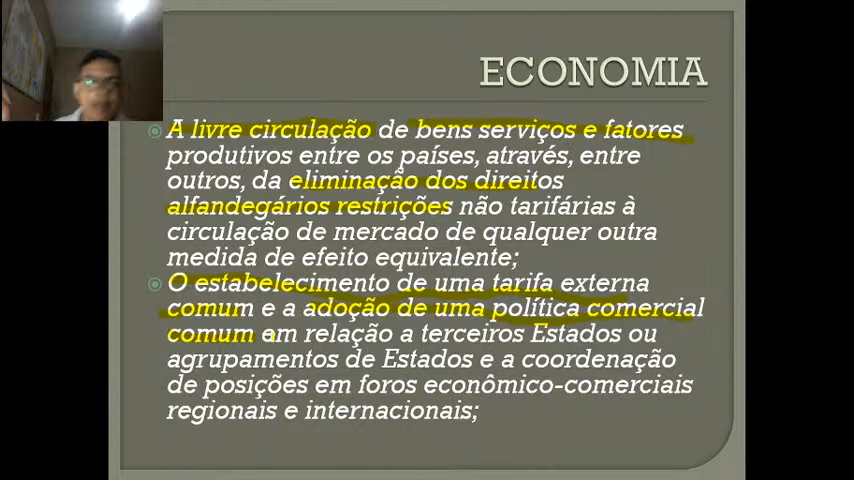 ECONOMIA
A livre circulação de bens serviços e fatores
produtivos entre os países, através, entre
outros, da eliminação dos direitos
alfandegários restrições não tarifárias à
circulação de mercado de qualquer outra
medida de efeito equivalente;
O estabelecimento de uma tarifa externa
comum e a adoção de uma política comercial
comum em relação a terceiros Estados ou
agrupamentos de Estados e a coordenação
de posições em foros econômico-comerciais
regionais e internacionais;